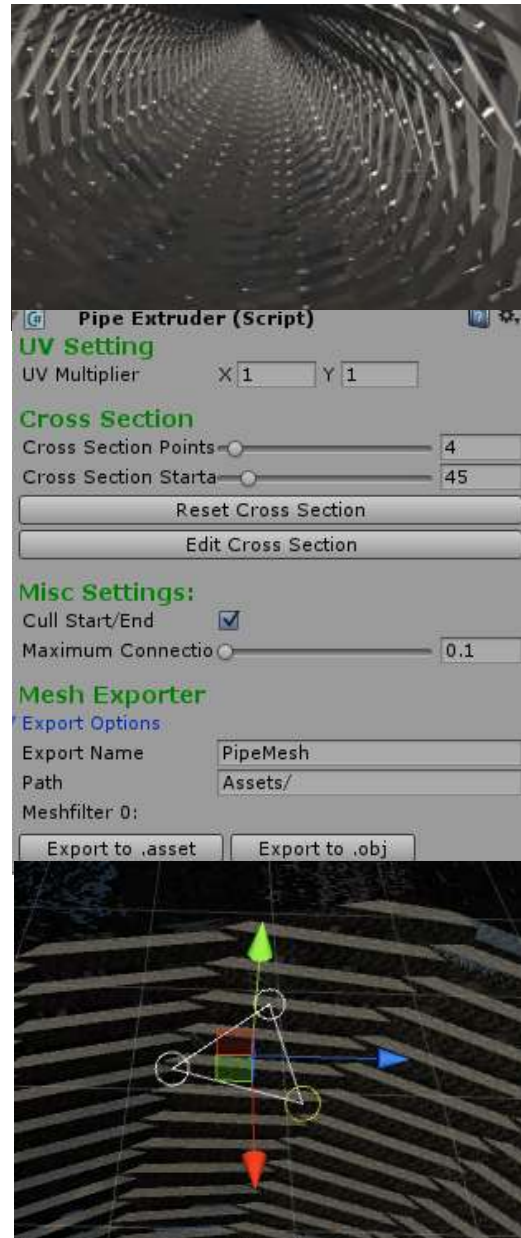 Pipe Extruder (Script)
UV Setting
UV Multiplier X 1 Y 1
Cross Section
Cross Section Points 4
Cross Section Starta 45
Reset Cross Section
Edit Cross Section
Misc Settings:
Cull Start/End
Maximum Connectio 0.1
Mesh Exporter
Export Options
Export Name PipeMesh
Path Assets/
Meshfilter 0:
Export to .asset Export to .obj